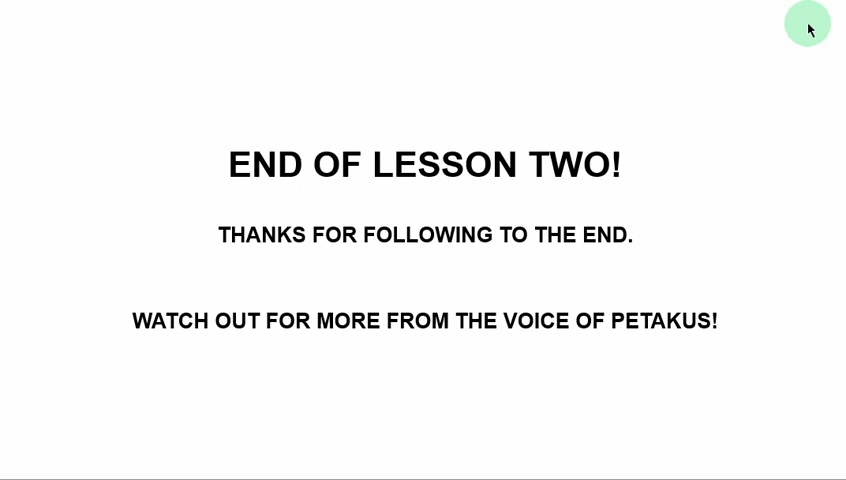 END OF LESSON TWO!
THANKS FOR FOLLOWING TO THE END.
WATCH OUT FOR MORE FROM THE VOICE OF PETAKUS!